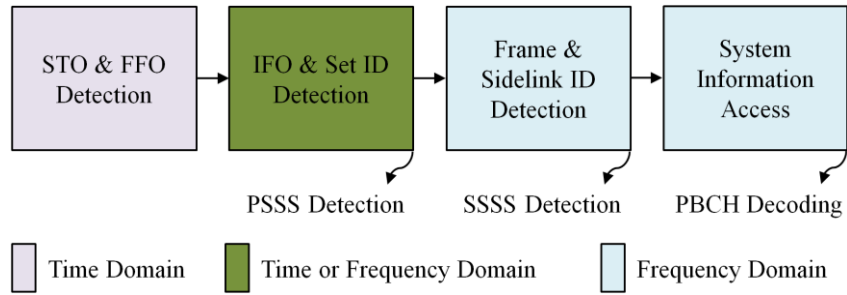 STO & FFO
Detection
IFO & Set ID
Detection
Frame &
Sidelink ID
Detection
System
Information
Access
PSSS Detection
SSSS Detection
PBCH Decoding
Time Domain
Time or Frequency Domain
Frequency Domain